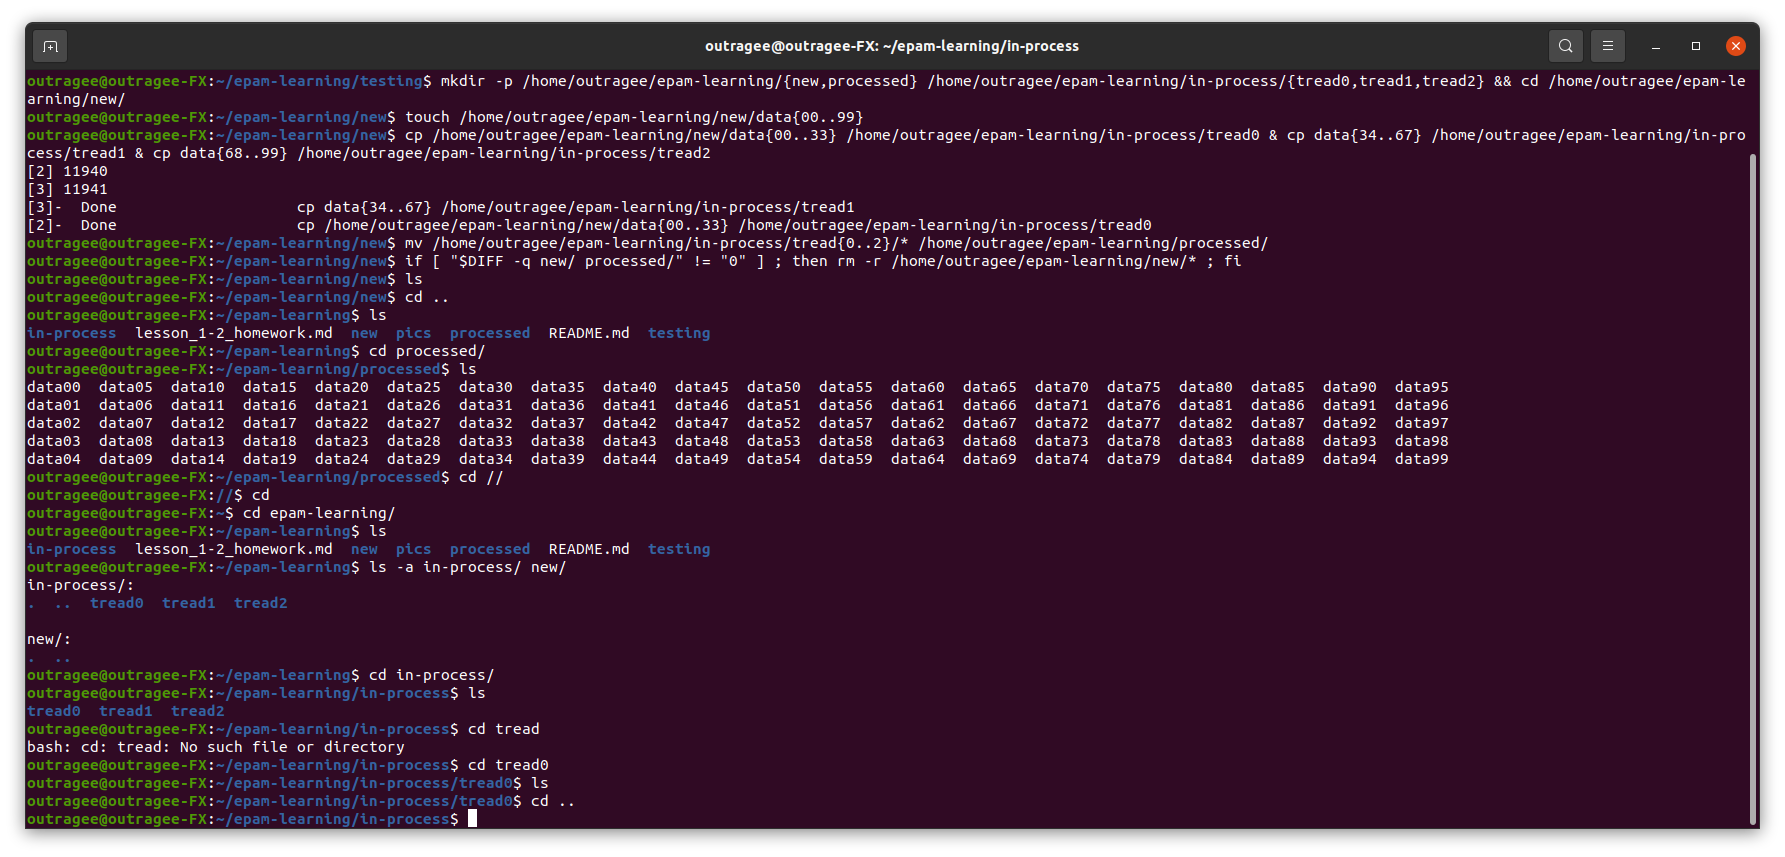 outragee@outragee-FX: ~/epam-learning/in-process
outragee@outragee-FX:~/epam-learning/testing$ mkdir -p /home/outragee/epam-learning/{new,processed} /home/outragee/epam-learning/in-process/{tread0,tread1,tread2} && cd /home/outragee/epam-le
arning/new/
outragee@outragee-FX:~/epam-learning/new$ touch /home/outragee/epam-learning/new/data{00..99}
outragee@outragee-FX:~/epam-learning/new$ cp /home/outragee/epam-learning/new/data{00..33} /home/outragee/epam-learning/in-process/tread0 & cp data{34..67} /home/outragee/epam-learning/in-pro
cess/tread1 & cp data{68..99} /home/outragee/epam-learning/in-process/tread2
[2] 11940
[3] 11941
[3]-  Done                    cp data{34..67} /home/outragee/epam-learning/in-process/tread1
[2]-  Done                    cp /home/outragee/epam-learning/new/data{00..33} /home/outragee/epam-learning/in-process/tread0
outragee@outragee-FX:~/epam-learning/new$ mv /home/outragee/epam-learning/in-process/tread{0..2}/* /home/outragee/epam-learning/processed/
outragee@outragee-FX:~/epam-learning/new$ if [ "$DIFF -q new/ processed/" != "0" ] ; then rm -r /home/outragee/epam-learning/new/* ; fi
outragee@outragee-FX:~/epam-learning/new$ ls
outragee@outragee-FX:~/epam-learning/new$ cd ..
outragee@outragee-FX:~/epam-learning$ ls
in-process  lesson_1-2_homework.md  new  pics  processed  README.md  testing
outragee@outragee-FX:~/epam-learning$ cd processed/
outragee@outragee-FX:~/epam-learning/processed$ ls
data00  data05  data10  data15  data20  data25  data30  data35  data40  data45  data50  data55  data60  data65  data70  data75  data80  data85  data90  data95
data01  data06  data11  data16  data21  data26  data31  data36  data41  data46  data51  data56  data61  data66  data71  data76  data81  data86  data91  data96
data02  data07  data12  data17  data22  data27  data32  data37  data42  data47  data52  data57  data62  data67  data72  data77  data82  data87  data92  data97
data03  data08  data13  data18  data23  data28  data33  data38  data43  data48  data53  data58  data63  data68  data73  data78  data83  data88  data93  data98
data04  data09  data14  data19  data24  data29  data34  data39  data44  data49  data54  data59  data64  data69  data74  data79  data84  data89  data94  data99
outragee@outragee-FX:~/epam-learning/processed$ cd //
outragee@outragee-FX://$ cd
outragee@outragee-FX:~$ cd epam-learning/
outragee@outragee-FX:~/epam-learning$ ls
in-process  lesson_1-2_homework.md  new  pics  processed  README.md  testing
outragee@outragee-FX:~/epam-learning$ ls -a in-process/ new/
in-process/:
.  ..  tread0  tread1  tread2
new/:
.  ..
outragee@outragee-FX:~/epam-learning$ cd in-process/
outragee@outragee-FX:~/epam-learning/in-process$ ls
tread0  tread1  tread2
outragee@outragee-FX:~/epam-learning/in-process$ cd tread
bash: cd: tread: No such file or directory
outragee@outragee-FX:~/epam-learning/in-process$ cd tread0
outragee@outragee-FX:~/epam-learning/in-process/tread0$ ls
outragee@outragee-FX:~/epam-learning/in-process/tread0$ cd ..
outragee@outragee-FX:~/epam-learning/in-process$